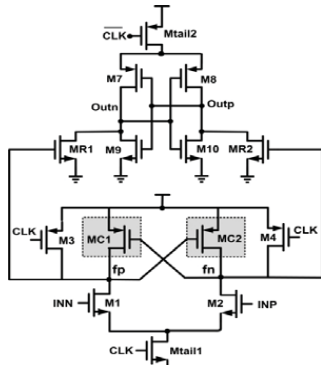 CLK
Mtail2
M7
M8
Outn
Outp
MR1
M9
M10
MR2
CLK
M3
MC1
MC2
M4
CLK
fp
fn
INN
M1
M2
INP
CLK
Mtail1